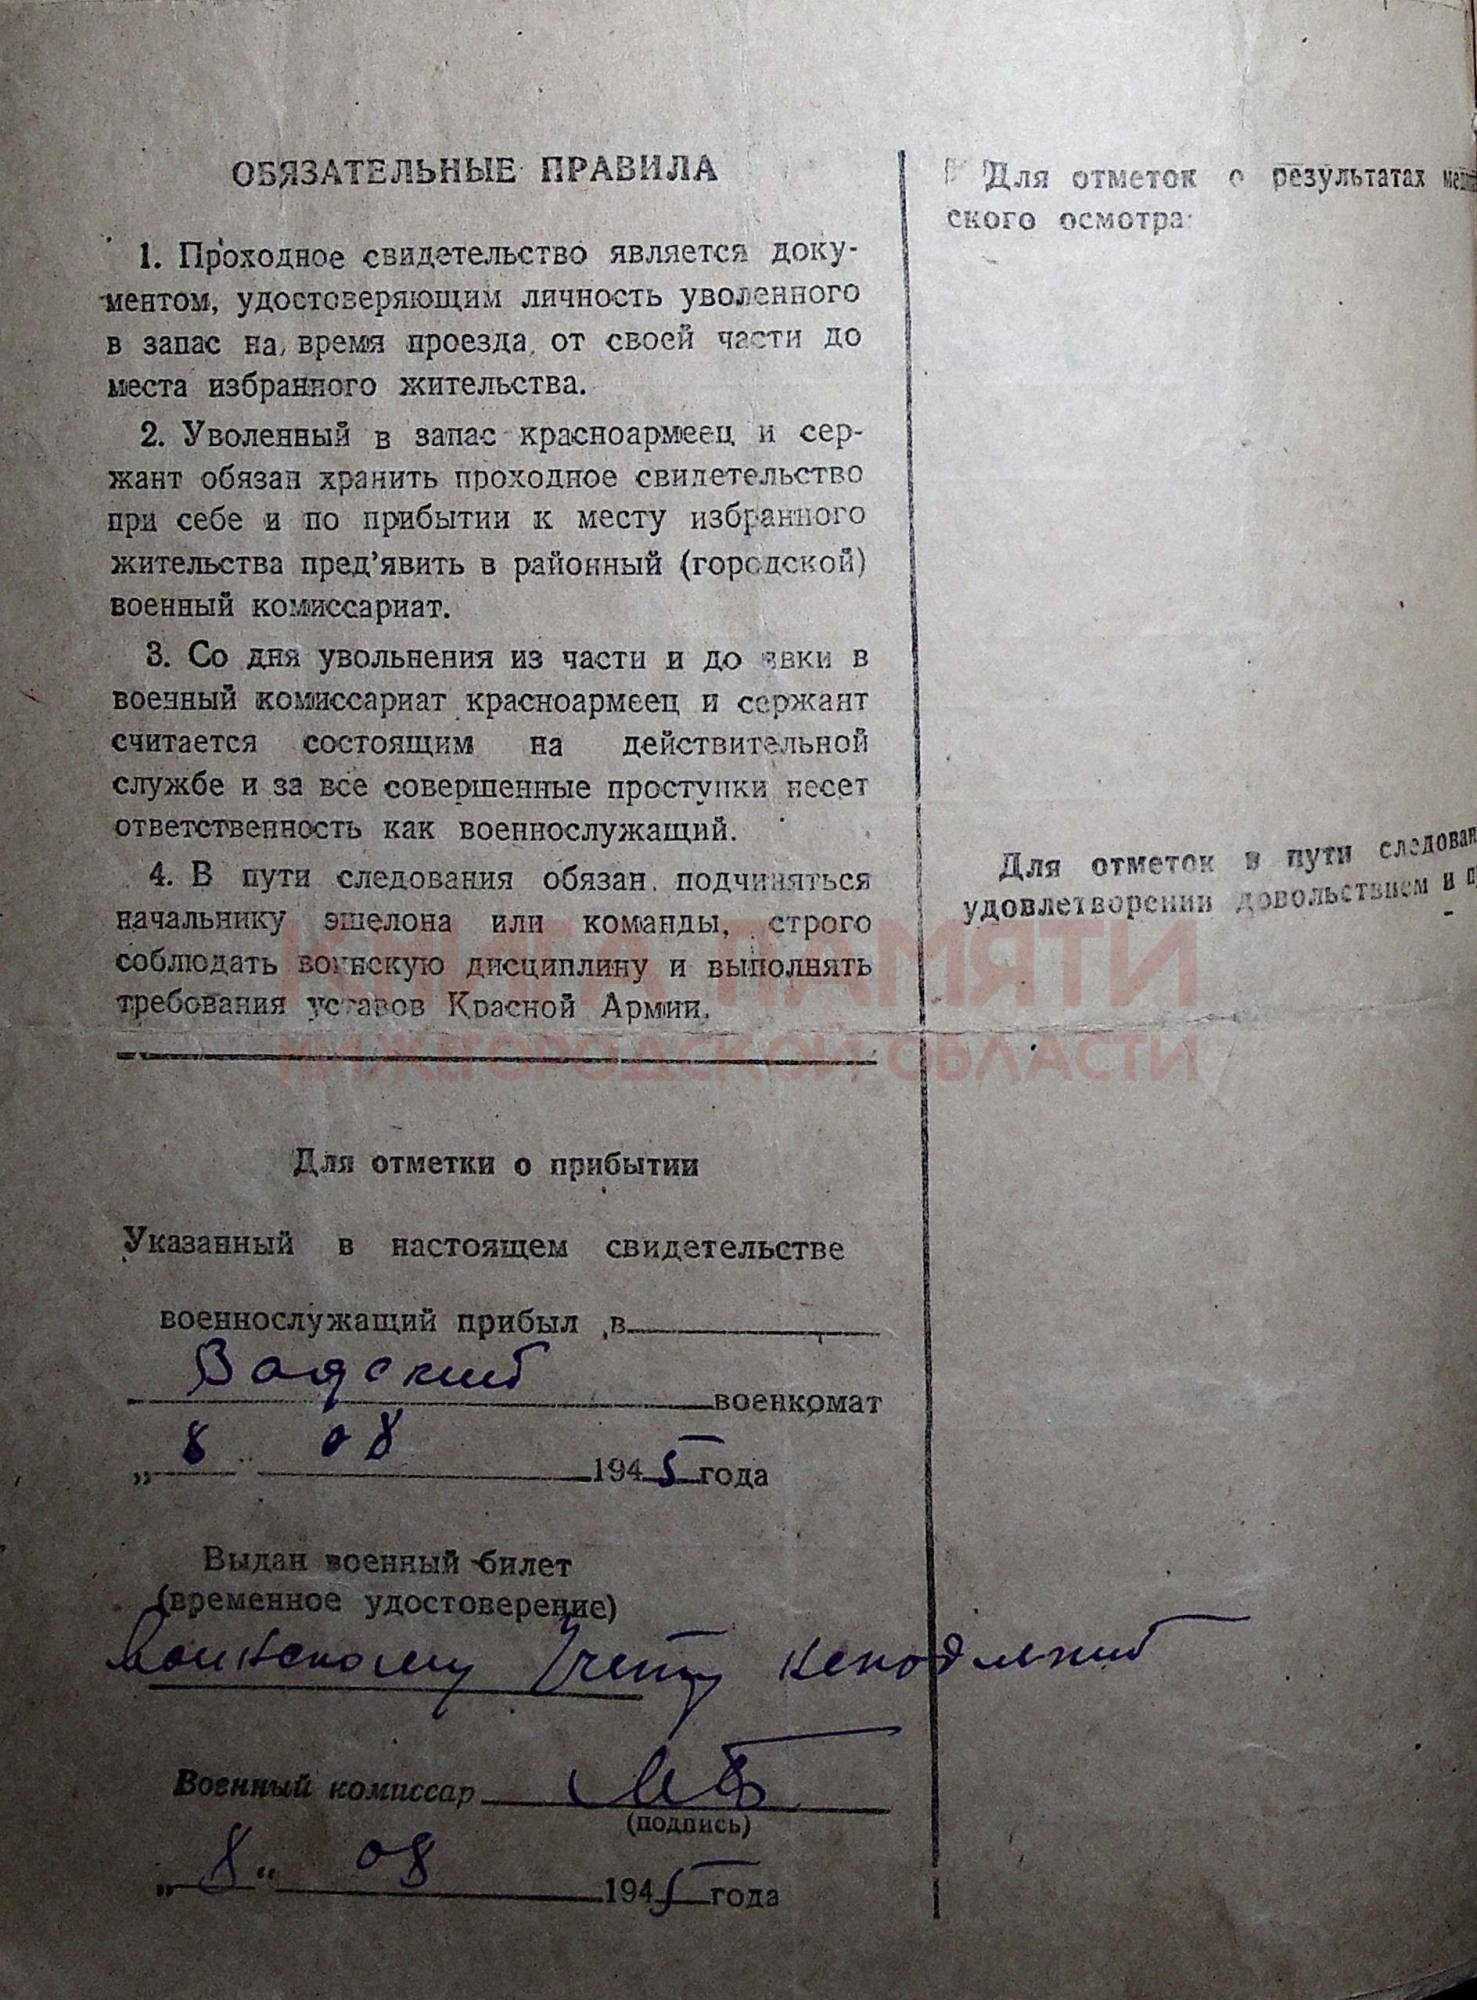 ОБЯЗАТЕЛЬНЫЕ ПРАВИЛА
1. Проходное свидетельство является доку-
ментом, удостоверяющим личность уволенного
в запас на время проезда от своей части до
места избранного жительства.
2. Уволенный в запас красноармеец и сер-
жант обязан хранить проходное свидетельство
при себе и по прибытии к месту избранного
жительства пред’явить в районный (городской)
военный комиссариат.
3. Со дня увольнения из части и до явки в
военный комиссариат красноармеец и сержант
считается состоящим на действительной
службе и за все совершенные проступки несет
ответственность как военнослужащий.
4. В пути следования обязан подчиняться
начальнику эшелона или команды, строго
соблюдать воинскую дисциплину и выполнять
требования уставов Красной Армии.
Для отметки о прибытии
Указанный в настоящем свидетельстве
военнослужащий прибыл в
Вадский военкомат
„ 8 " 08 1945 года
Выдан военный билет
(временное удостоверение)
Воинскому учету
Военный комиссар
(подпись)
„ 8 " 08 1945 года
Для отметок о результатах меди
ского осмотра
Для отметок в пути следован
удовлетворении довольствием и п
КНИГА ПАМЯТИ
НИЖЕГОРОДСКОЙ ОБЛАСТИ